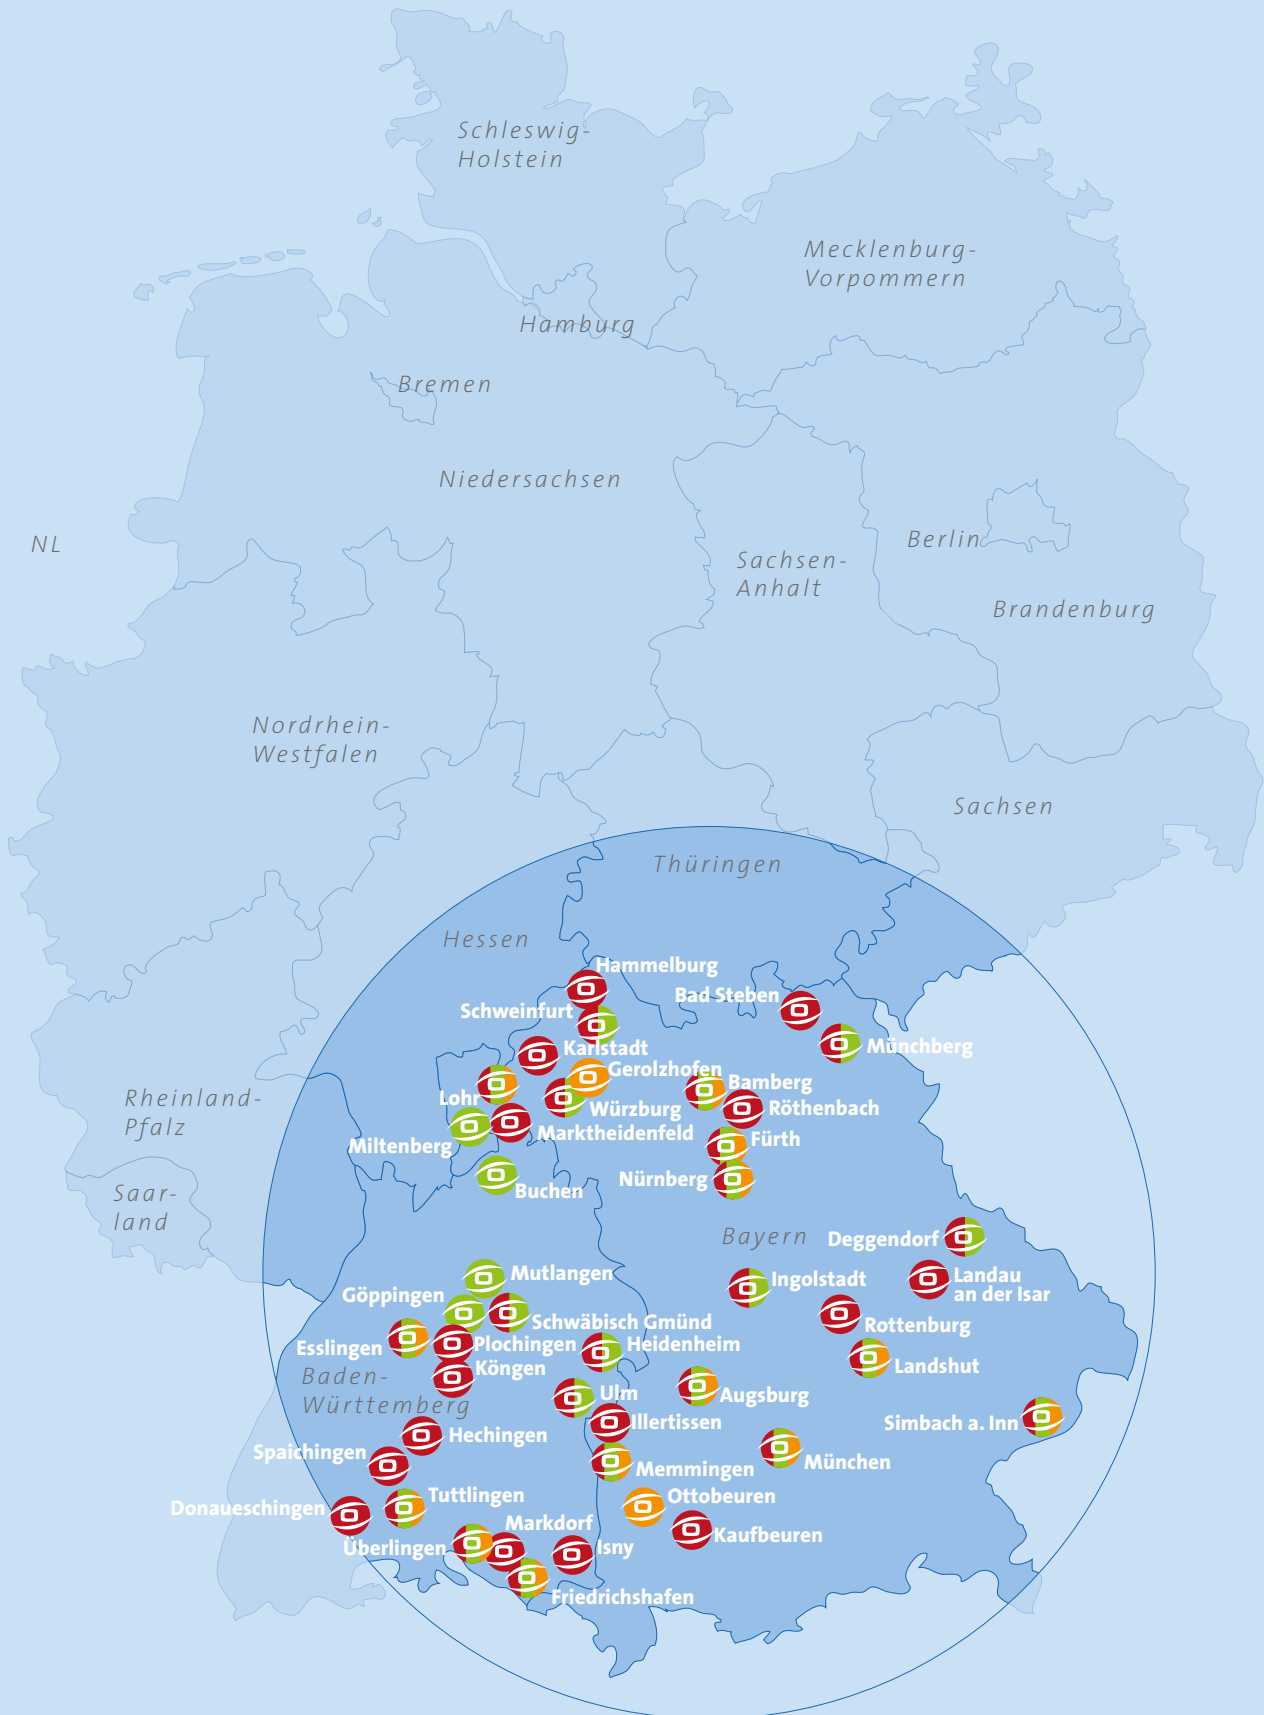 Schleswig-
Holstein
Mecklenburg-
Vorpommern
Hamburg
Bremen
Niedersachsen
NL
Berlin
Sachsen-
Anhalt
Brandenburg
Nordrhein-
Westfalen
Sachsen
Thüringen
Hessen
Hammelburg
Bad Steben
Schweinfurt
Karlstadt
Münchberg
Gerolzhofen
Bamberg
Lohr
Rheinland-
Pfalz
Würzburg
Röthenbach
Marktheidenfeld
Fürth
Miltenberg
Nürnberg
Buchen
Saar-
land
Bayern
Deggendorf
Mutlangen
Ingolstadt
Landau
an der Isar
Göppingen
Schwäbisch Gmünd
Rottenburg
Esslingen
Plochingen
Heidenheim
Köngen
Landshut
Baden-
Württemberg
Ulm
Augsburg
Illertissen
Simbach a. Inn
Hechingen
Spaichingen
München
Memmingen
Tuttlingen
Ottobeuren
Donaueschingen
Markdorf
Kaufbeuren
Überlingen
Isny
Friedrichshafen